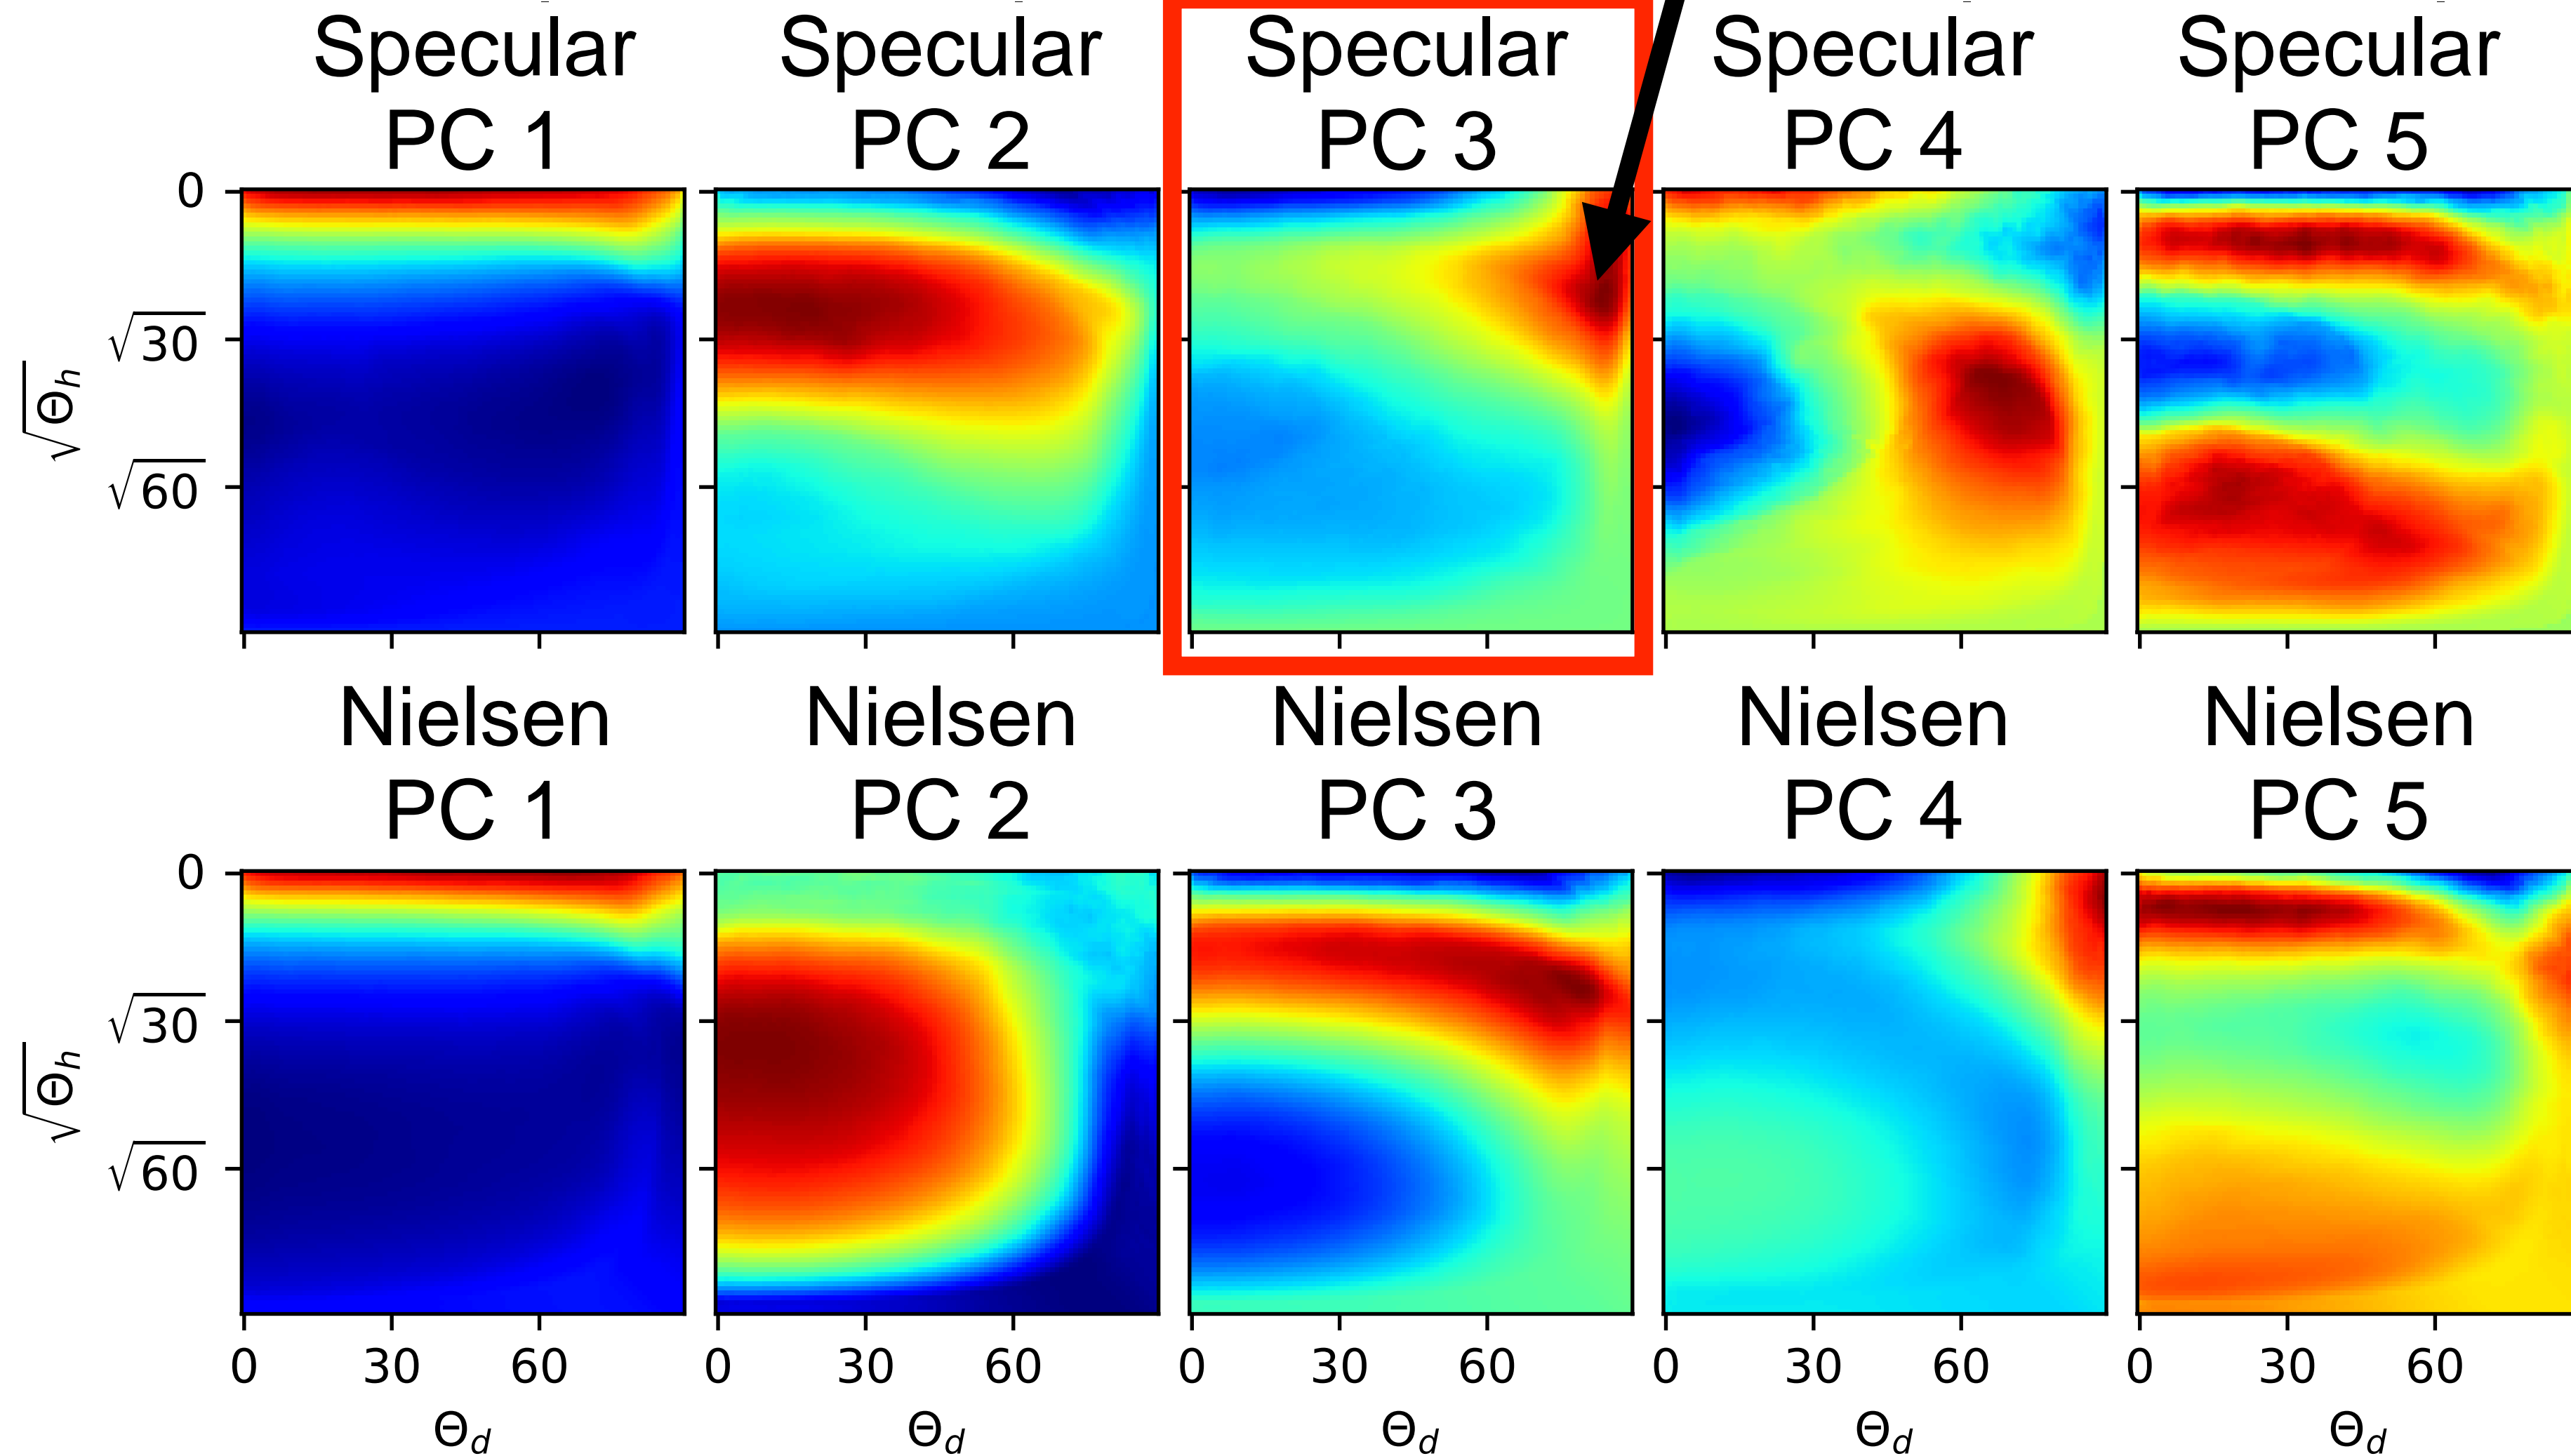 Specular Specular Specular Specular Specular
PC 1 PC 2 PC 3 PC 4 PC 5
0
√30
√Θh
√60
Nielsen Nielsen Nielsen Nielsen Nielsen
PC 1 PC 2 PC 3 PC 4 PC 5
0
√30
√Θh
√60
0 30 60 0 30 60 0 30 60 0 30 60 0 30 60
Θd Θd Θd Θd Θd